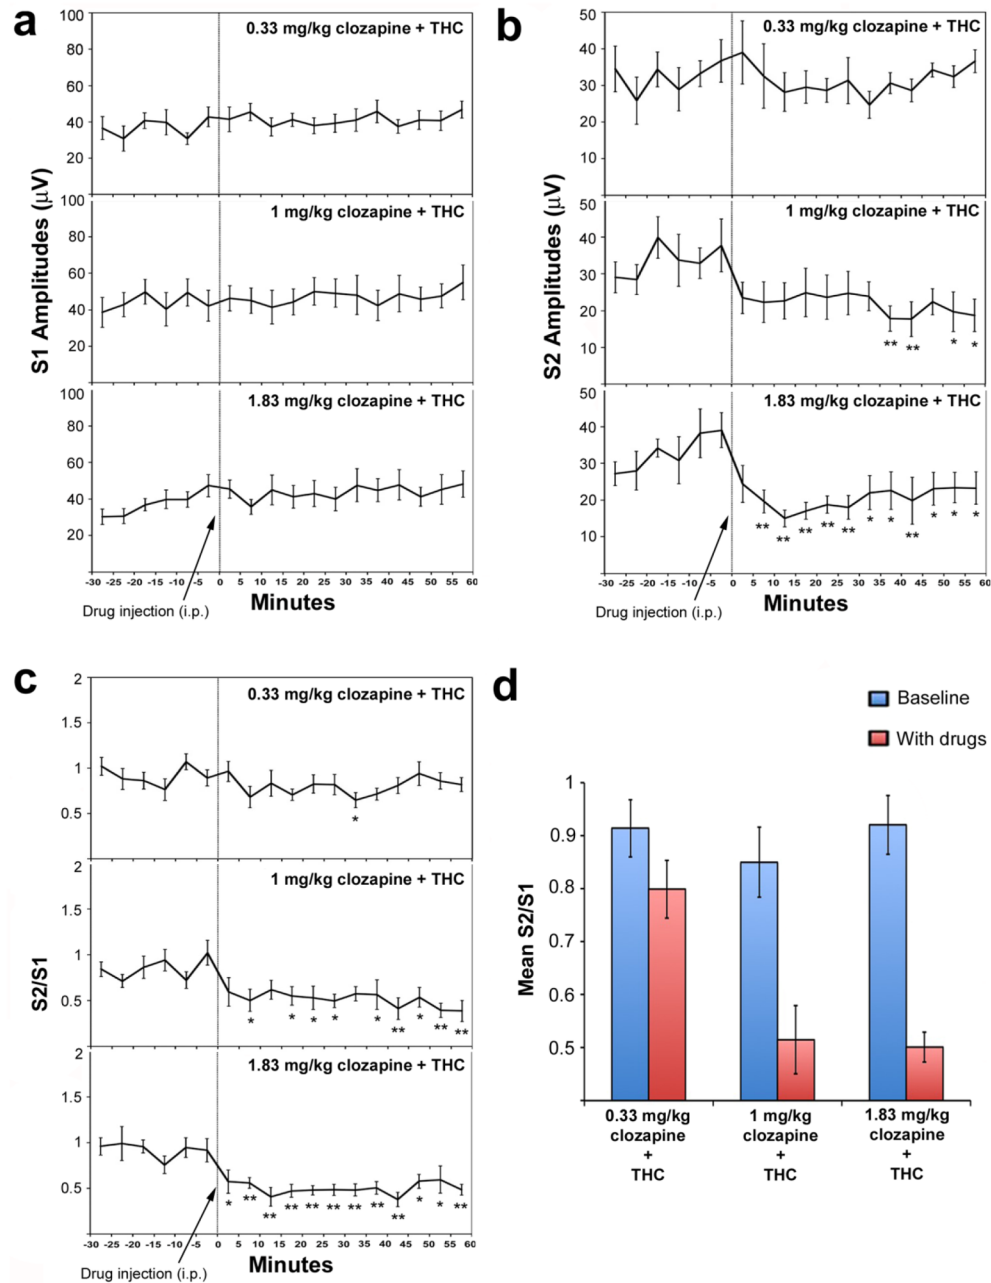 a
0.33 mg/kg clozapine + THC
100
80
60
40
20
1 mg/kg clozapine + THC
100
80
60
40
20
1.83 mg/kg clozapine + THC
100
80
60
40
20
S1 Amplitudes (μV)
-30 -25 -20 -15 -10 -5 0 5 10 15 20 25 30 35 40 45 50 55 60
Minutes
Drug injection (i.p.)
b
0.33 mg/kg clozapine + THC
50
40
30
20
10
1 mg/kg clozapine + THC
50
40
30
20
10
** ** * *
1.83 mg/kg clozapine + THC
50
40
30
20
10
** ** ** ** ** * * ** * * *
S2 Amplitudes (μV)
-30 -25 -20 -15 -10 -5 0 5 10 15 20 25 30 35 40 45 50 55 60
Minutes
Drug injection (i.p.)
c
0.33 mg/kg clozapine + THC
2
1.5
1
0.5
*
1 mg/kg clozapine + THC
2
1.5
1
0.5
* * * * * ** * ** **
1.83 mg/kg clozapine + THC
2
1.5
1
0.5
* ** ** ** ** ** ** ** ** * * **
S2/S1
-30 -25 -20 -15 -10 -5 0 5 10 15 20 25 30 35 40 45 50 55 60
Minutes
Drug injection (i.p.)
d
Baseline
With drugs
Mean S2/S1
1
0.9
0.8
0.7
0.6
0.5
0.33 mg/kg
clozapine
+
THC
1 mg/kg
clozapine
+
THC
1.83 mg/kg
clozapine
+
THC